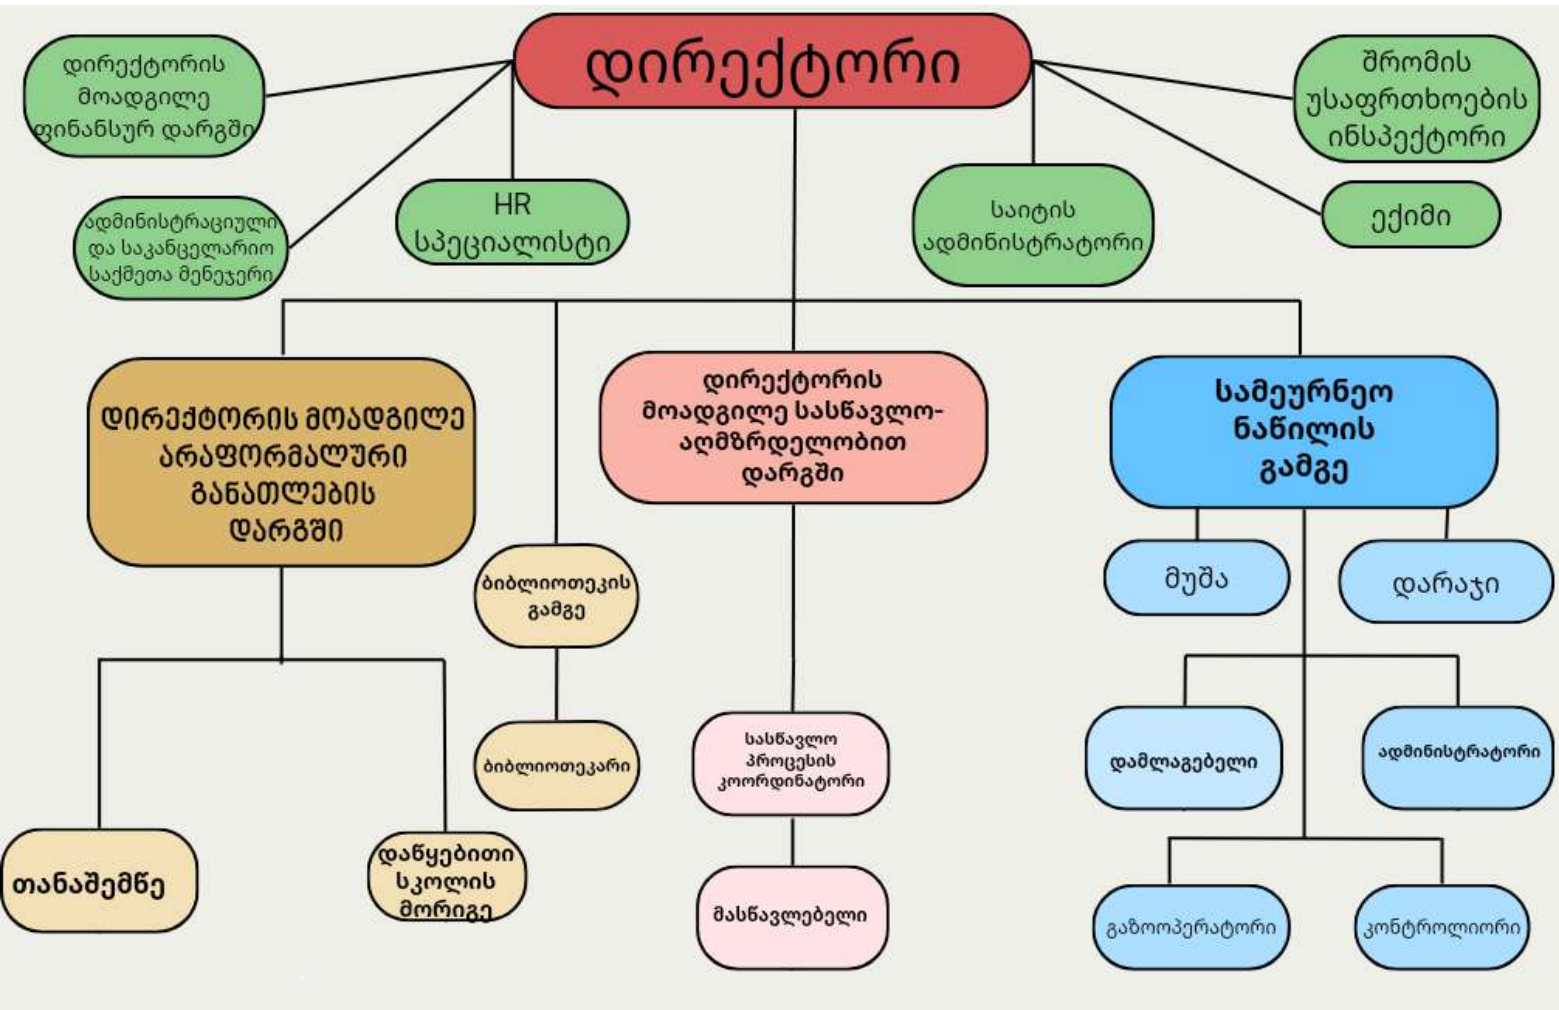 დირექტორი
დირექტორის
მოადგილე
ფინანსურ დარგში
შრომის
უსაფრთხოების
ინსპექტორი
ადმინისტრაციული
და საკანცელარიო
საქმეთა მენეჯერი
HR
სპეციალისტი
საიტის
ადმინისტრატორი
ექიმი
დირექტორის მოადგილე
არაფორმალური
განათლების
დარგში
დირექტორის
მოადგილე სასწავლო-
აღმზრდელობით
დარგში
სამეურნეო
ნაწილის
გამგე
ბიბლიოთეკის
გამგე
მუშა
დარაჯი
ბიბლიოთეკარი
სასწავლო
პროცესის
კოორდინატორი
დამლაგებელი
ადმინისტრატორი
თანაშემწე
დაწყებითი
სკოლის
მორიგე
მასწავლებელი
გაზოოპერატორი
კონტროლიორი